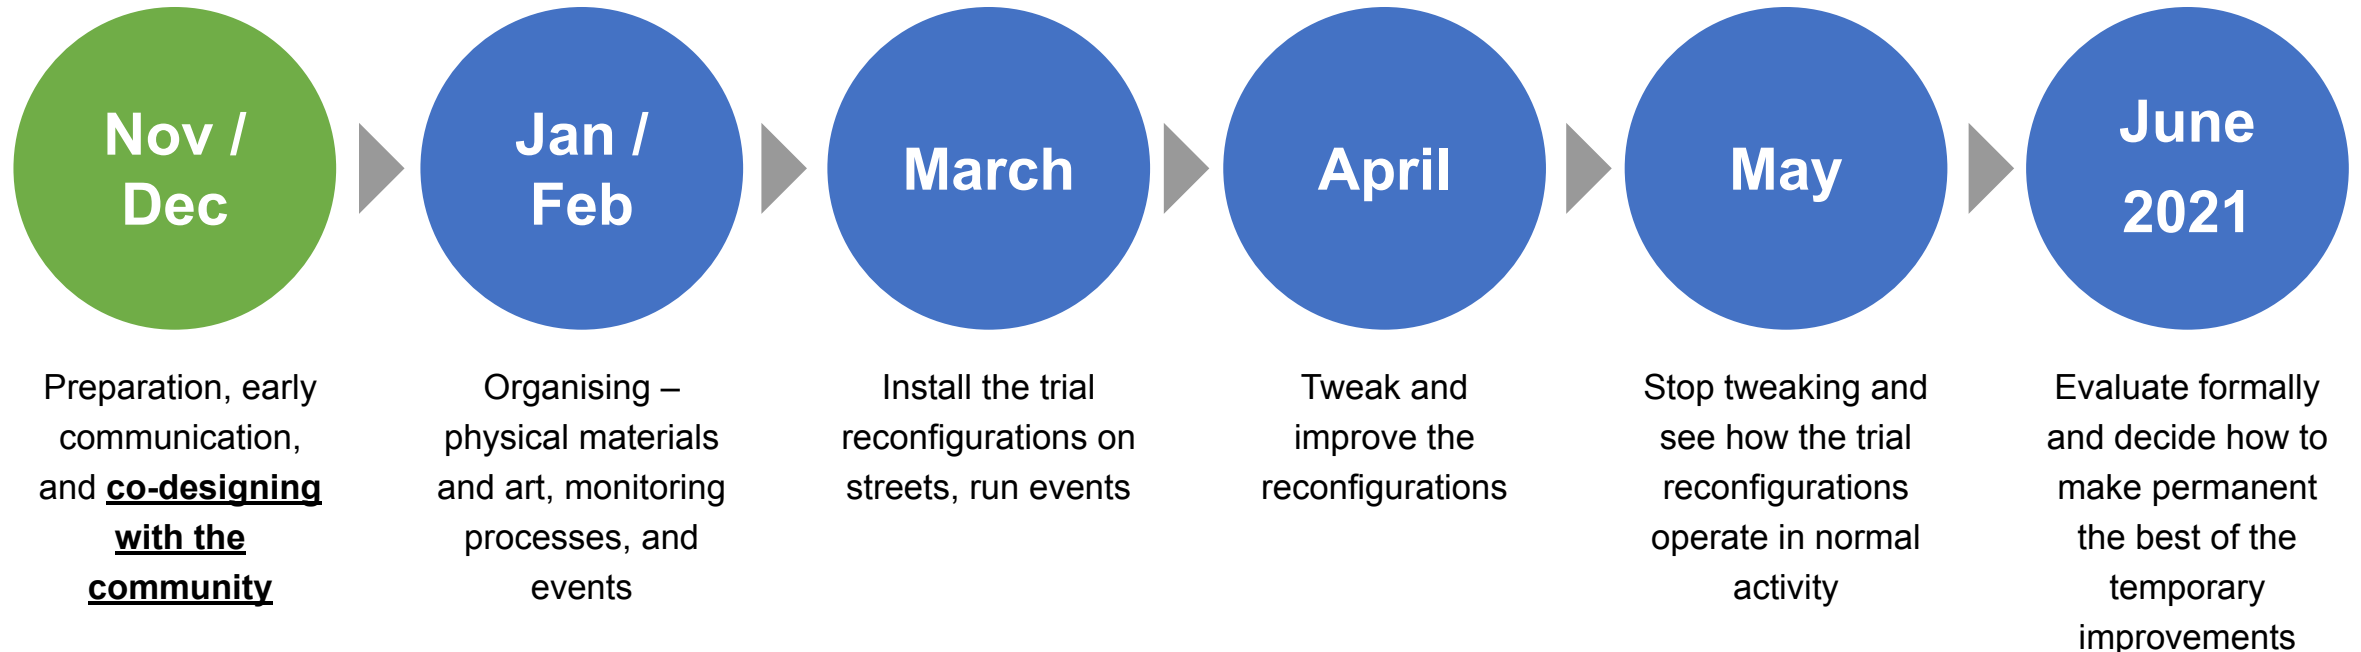 Nov /
Dec
Preparation, early
communication,
and co-designing
with the
community
Jan /
Feb
Organising –
physical materials
and art, monitoring
processes, and
events
March
Install the trial
reconfigurations on
streets, run events
April
Tweak and
improve the
reconfigurations
May
Stop tweaking and
see how the trial
reconfigurations
operate in normal
activity
June
2021
Evaluate formally
and decide how to
make permanent
the best of the
temporary
improvements